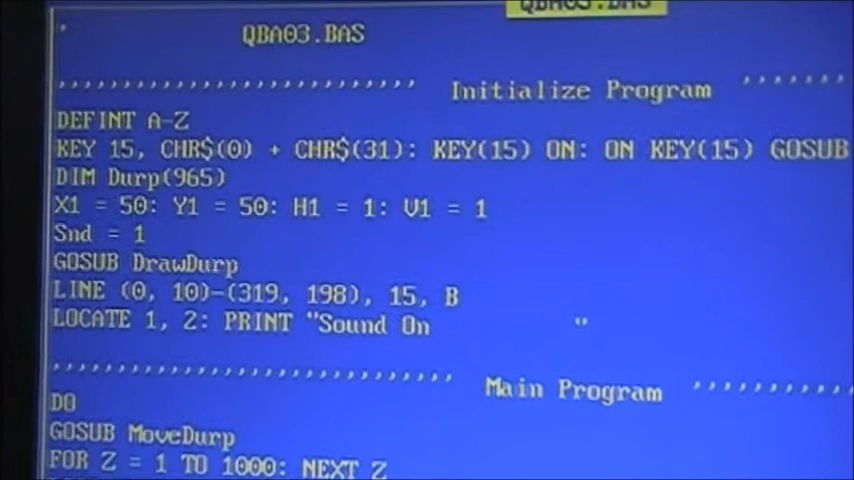 QBA03.BAS
' QBA03.BAS
''''''''''''''''''''''''''' Initialize Program '''''''
DEFINT A-Z
KEY 15, CHR$(0) + CHR$(31): KEY(15) ON: ON KEY(15) GOSUB
DIM Durp(965)
X1 = 50: Y1 = 50: H1 = 1: V1 = 1
Snd = 1
GOSUB DrawDurp
LINE (0, 10)-(319, 198), 15, B
LOCATE 1, 2: PRINT "Sound On            "
'''''''''''''''''''''''''''''' Main Program ''''''''''
DO
GOSUB MoveDurp
FOR Z = 1 TO 1000: NEXT Z